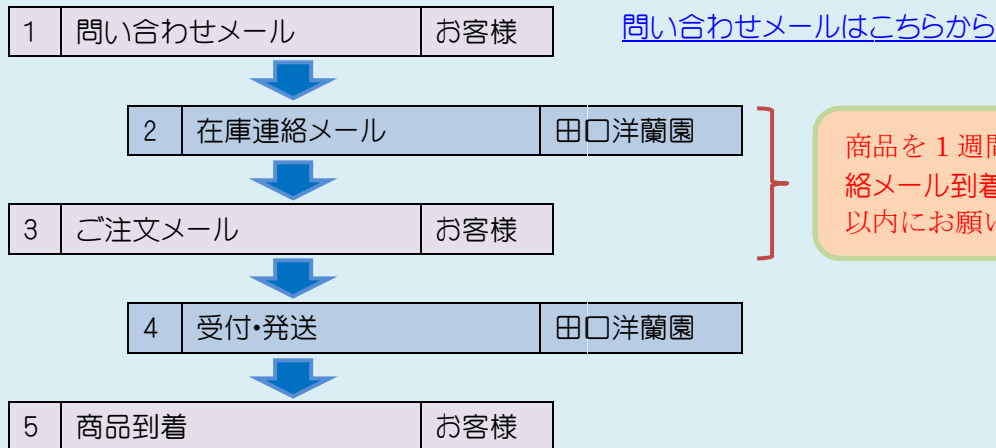 1 問い合わせメール お客様
問い合わせメールはこちらから
2 在庫連絡メール 田口洋蘭園
商品を1週間
絡メール到着
以内にお願い
3 ご注文メール お客様
4 受付・発送 田口洋蘭園
5 商品到着 お客様